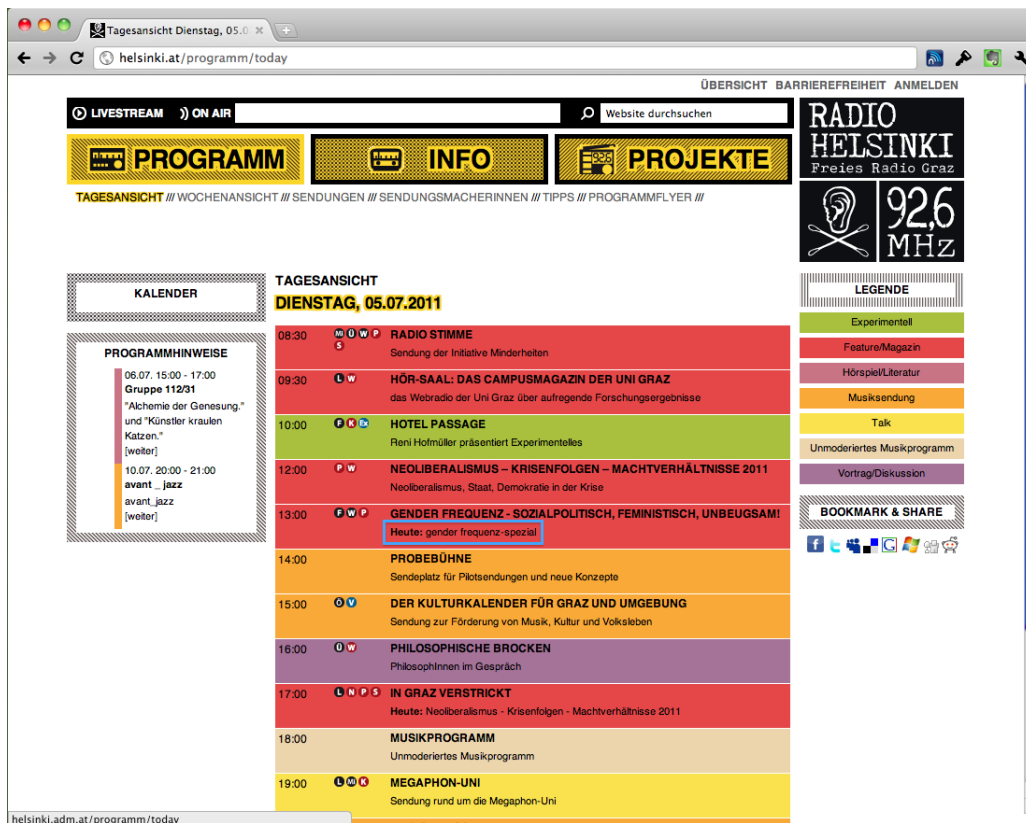 Tagesansicht Dienstag, 05.0
helsinki.at/programm/today
ÜBERSICHT BARRIEREFREIHEIT ANMELDEN
LIVESTREAM )) ON AIR Website durchsuchen
RADIO
HELSINKI
Freies Radio Graz
92,6
MHz
PROGRAMM INFO PROJEKTE
TAGESANSICHT /// WOCHENANSICHT /// SENDUNGEN /// SENDUNGSMACHERINNEN /// TIPPS /// PROGRAMMFLYER ///
KALENDER
PROGRAMMHINWEISE
06.07. 15:00 - 17:00
Gruppe 112/31
"Alchemie der Genesung."
und "Künstler kraulen
Katzen."
[weiter]
10.07. 20:00 - 21:00
avant _ jazz
avant_jazz
[weiter]
TAGESANSICHT
DIENSTAG, 05.07.2011
08:30 Mi Ü W P S RADIO STIMME
Sendung der Initiative Minderheiten
09:30 L W HÖR-SAAL: DAS CAMPUSMAGAZIN DER UNI GRAZ
das Webradio der Uni Graz über aufregende Forschungsergebnisse
10:00 F K Ex HOTEL PASSAGE
Reni Hofmüller präsentiert Experimentelles
12:00 P W NEOLIBERALISMUS – KRISENFOLGEN – MACHTVERHÄLTNISSE 2011
Neoliberalismus, Staat, Demokratie in der Krise
13:00 F W P GENDER FREQUENZ - SOZIALPOLITISCH, FEMINISTISCH, UNBEUGSAM!
Heute: gender frequenz-spezial
14:00 PROBEBÜHNE
Sendeplatz für Pilotsendungen und neue Konzepte
15:00 Ö V DER KULTURKALENDER FÜR GRAZ UND UMGEBUNG
Sendung zur Förderung von Musik, Kultur und Volksleben
16:00 Ü W PHILOSOPHISCHE BROCKEN
PhilosophInnen im Gespräch
17:00 L N P S IN GRAZ VERSTRICKT
Heute: Neoliberalismus - Krisenfolgen - Machtverhältnisse 2011
18:00 MUSIKPROGRAMM
Unmoderiertes Musikprogramm
19:00 L Mi K MEGAPHON-UNI
Sendung rund um die Megaphon-Uni
LEGENDE
Experimentell
Feature/Magazin
Hörspiel/Literatur
Musiksendung
Talk
Unmoderiertes Musikprogramm
Vortrag/Diskussion
BOOKMARK & SHARE
helsinki.adm.at/programm/today